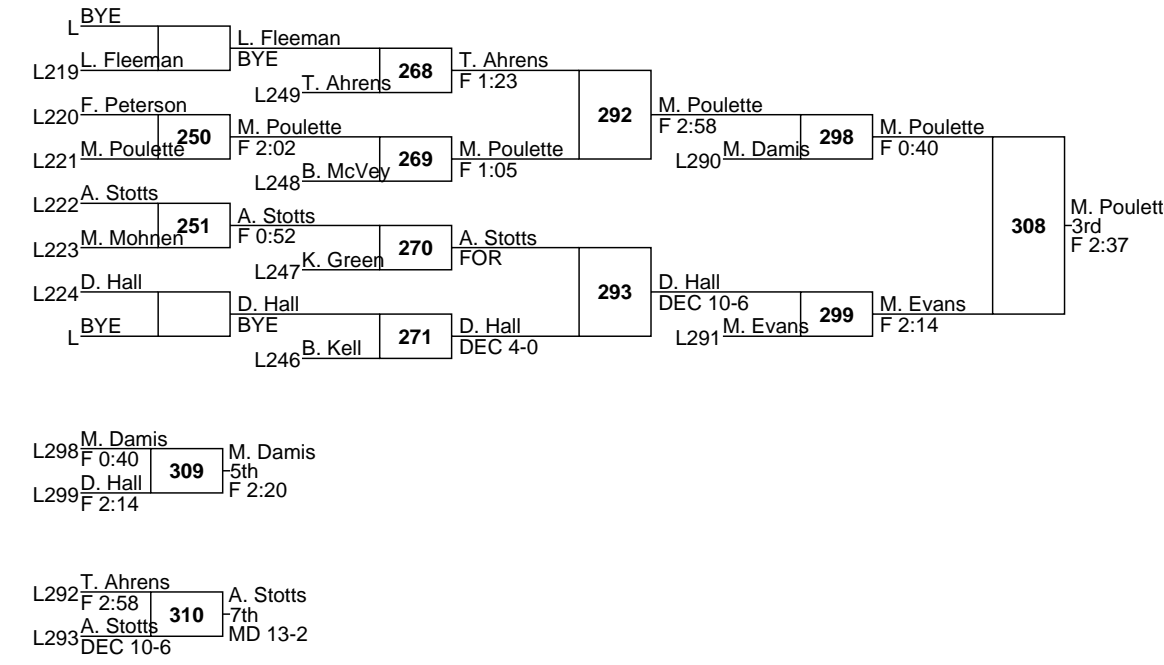 L BYE
L219 L. Fleeman
L. Fleeman
BYE
L249 T. Ahrens
268
T. Ahrens
F 1:23
L220 F. Peterson
250
L221 M. Poulette
M. Poulette
F 2:02
L248 B. McVey
269
M. Poulette
F 1:05
292
M. Poulette
F 2:58
L290 M. Damis
298
M. Poulette
F 0:40
L222 A. Stotts
251
L223 M. Mohnen
A. Stotts
F 0:52
L247 K. Green
270
A. Stotts
FOR
L224 D. Hall
L BYE
D. Hall
BYE
L246 B. Kell
271
D. Hall
DEC 4-0
293
D. Hall
DEC 10-6
L291 M. Evans
299
M. Evans
F 2:14
308
M. Poulett
3rd
F 2:37
L298 M. Damis
F 0:40
309
L299 D. Hall
F 2:14
M. Damis
5th
F 2:20
L292 T. Ahrens
F 2:58
310
L293 A. Stotts
DEC 10-6
A. Stotts
7th
MD 13-2